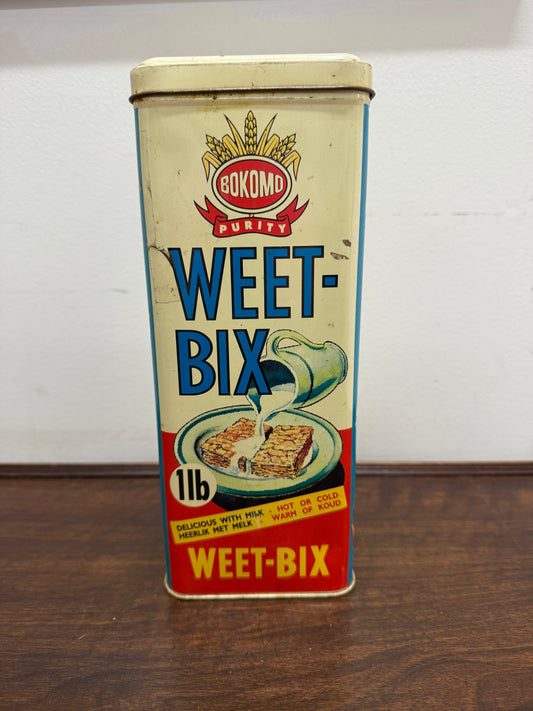 BOKOMO
PURITY
WEET-
BIX
1lb
DELICIOUS WITH MILK - HOT OR COLD
HEERLIK MET MELK - WARM OF KOUD
WEET-BIX